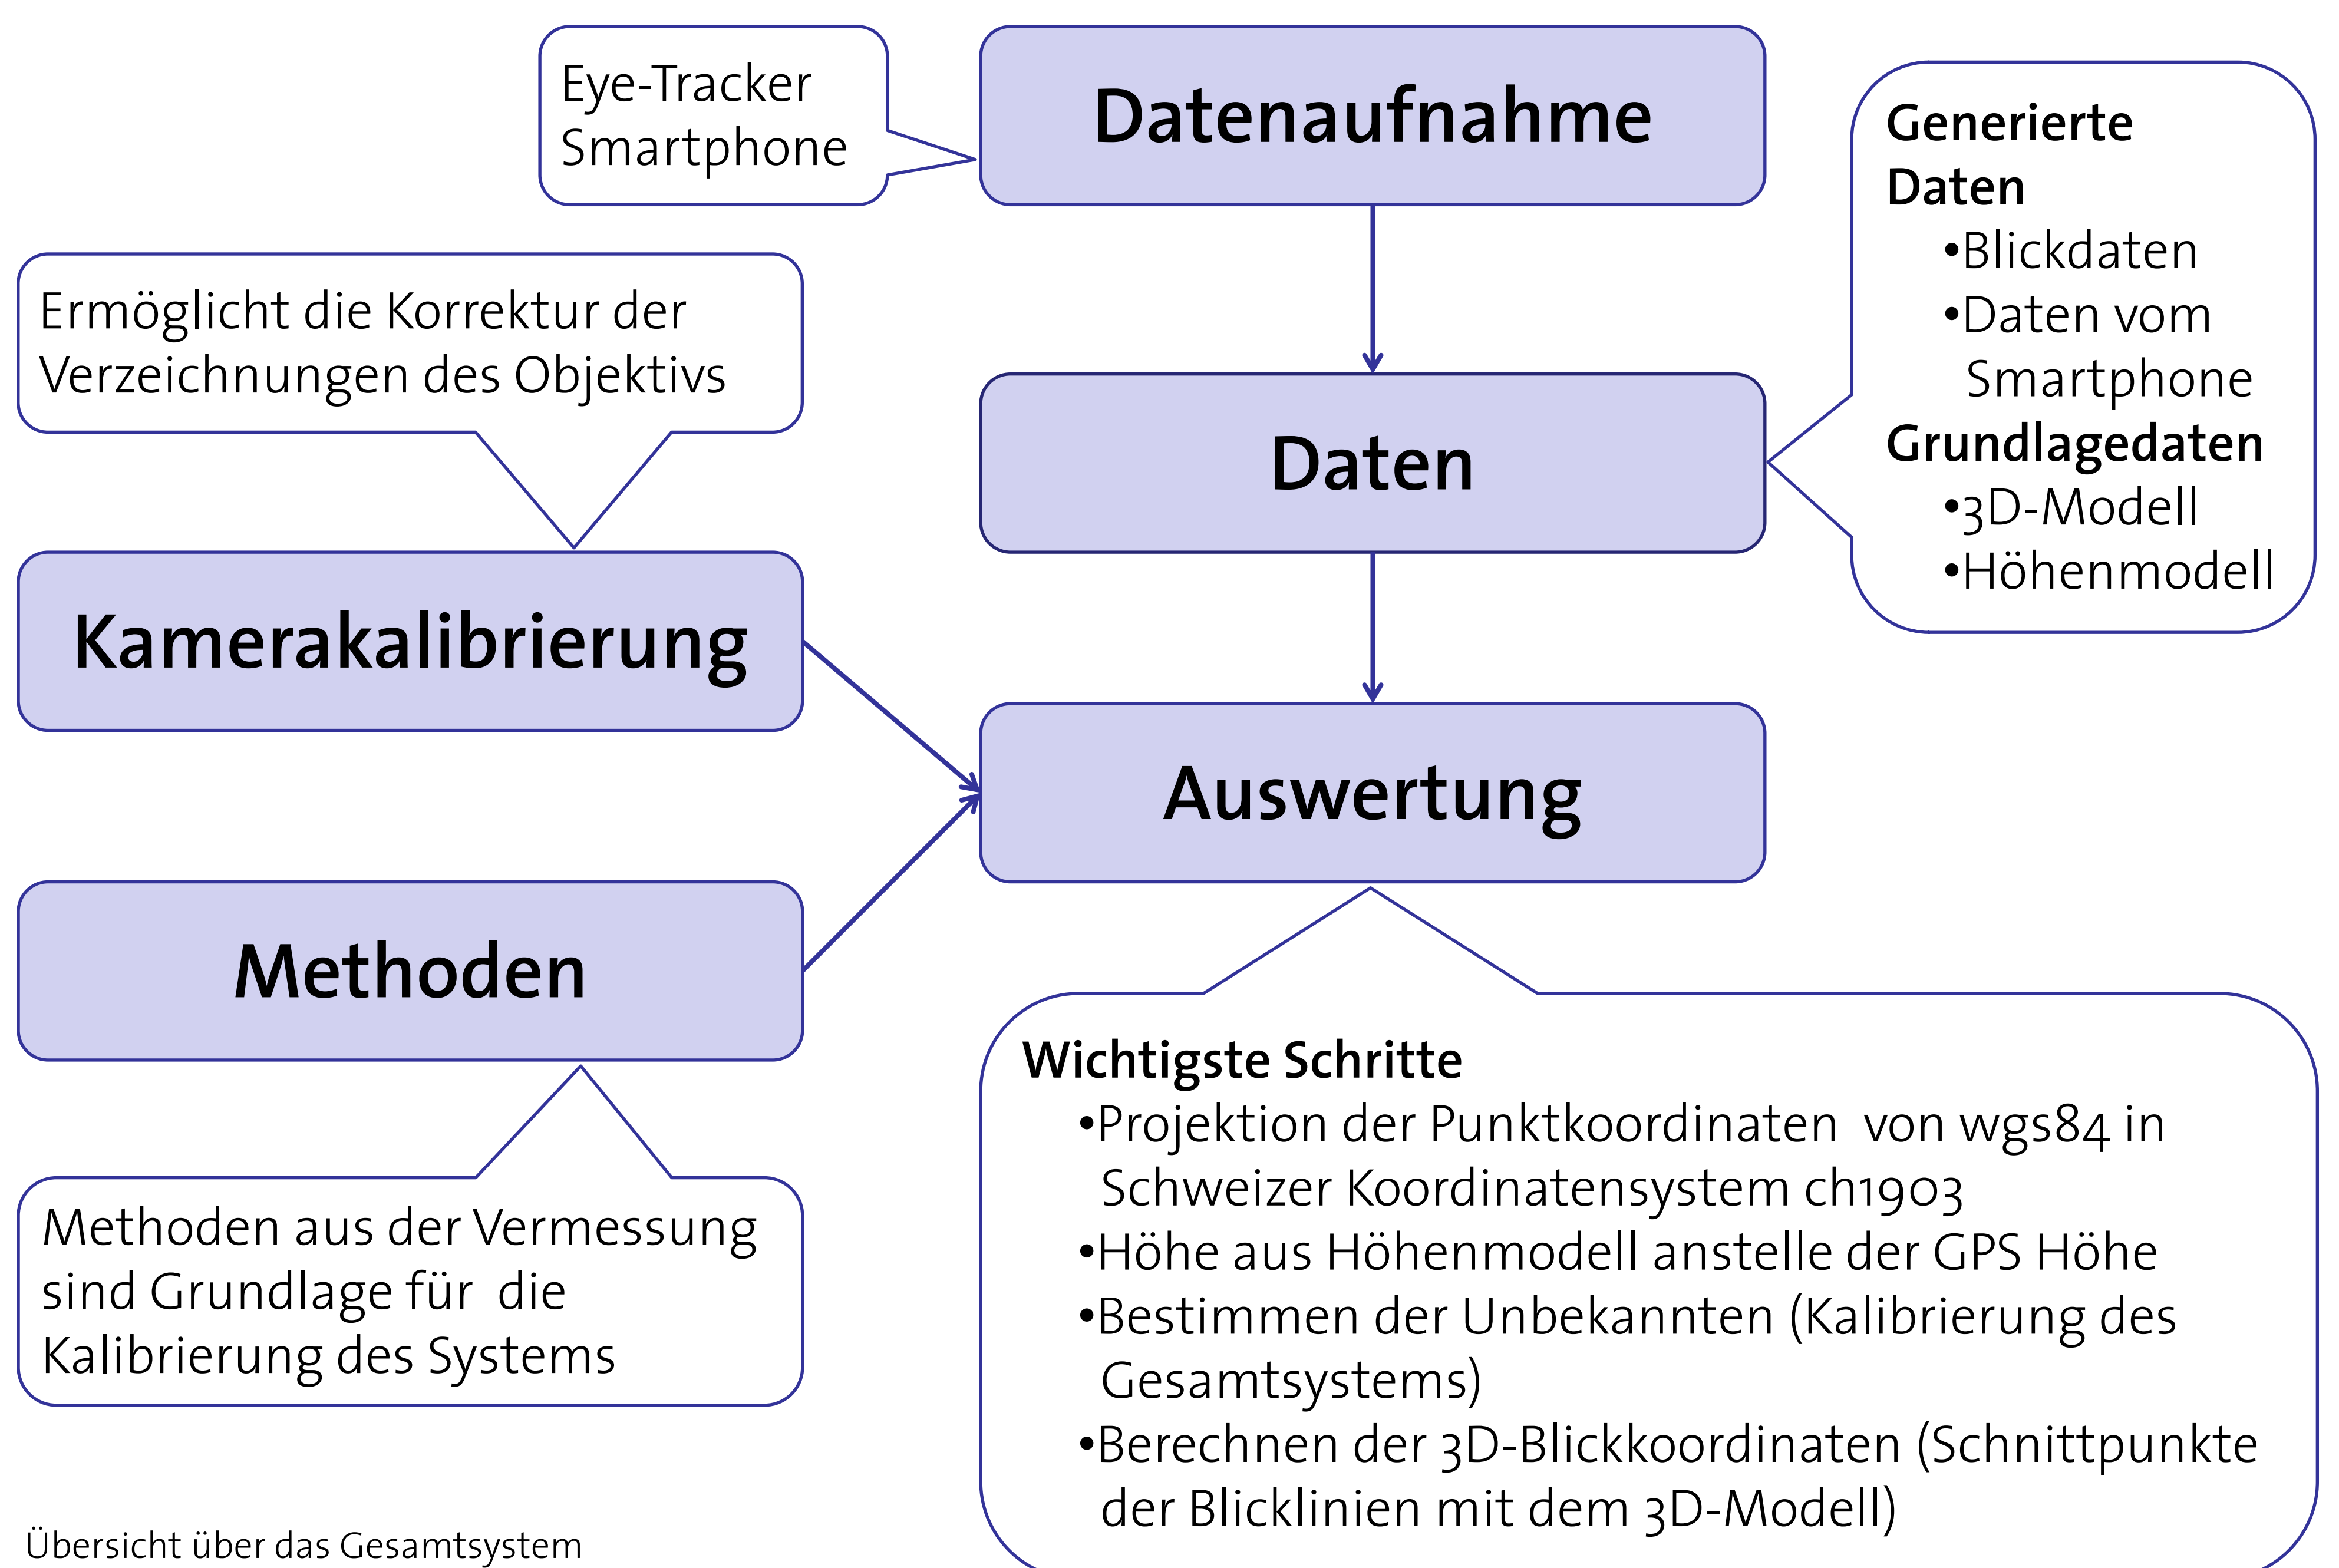 Eye-Tracker
Smartphone
Datenaufnahme
Generierte
Daten
•Blickdaten
•Daten vom
Smartphone
Grundlagedaten
•3D-Modell
•Höhenmodell
Ermöglicht die Korrektur der
Verzeichnungen des Objektivs
Daten
Kamerakalibrierung
Auswertung
Methoden
Methoden aus der Vermessung
sind Grundlage für  die
Kalibrierung des Systems
Wichtigste Schritte
•Projektion der Punktkoordinaten  von wgs84 in
Schweizer Koordinatensystem ch1903
•Höhe aus Höhenmodell anstelle der GPS Höhe
•Bestimmen der Unbekannten (Kalibrierung des
Gesamtsystems)
•Berechnen der 3D-Blickkoordinaten (Schnittpunkte
der Blicklinien mit dem 3D-Modell)
Übersicht über das Gesamtsystem